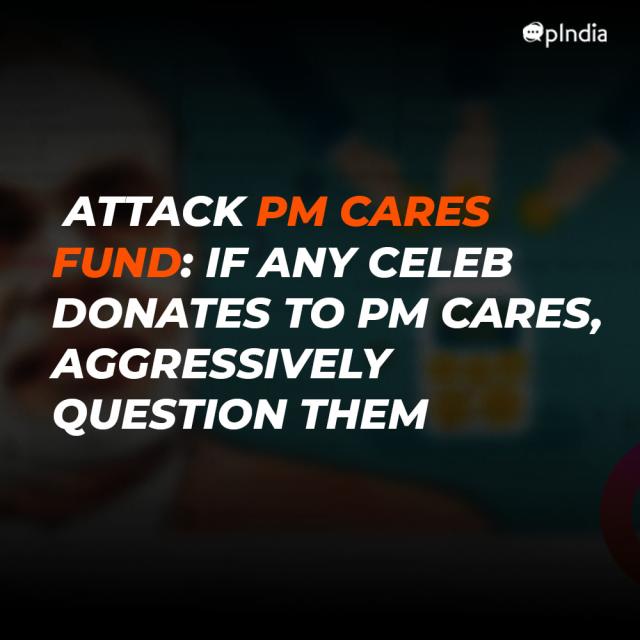 OpIndia
ATTACK PM CARES
FUND: IF ANY CELEB
DONATES TO PM CARES,
AGGRESSIVELY
QUESTION THEM